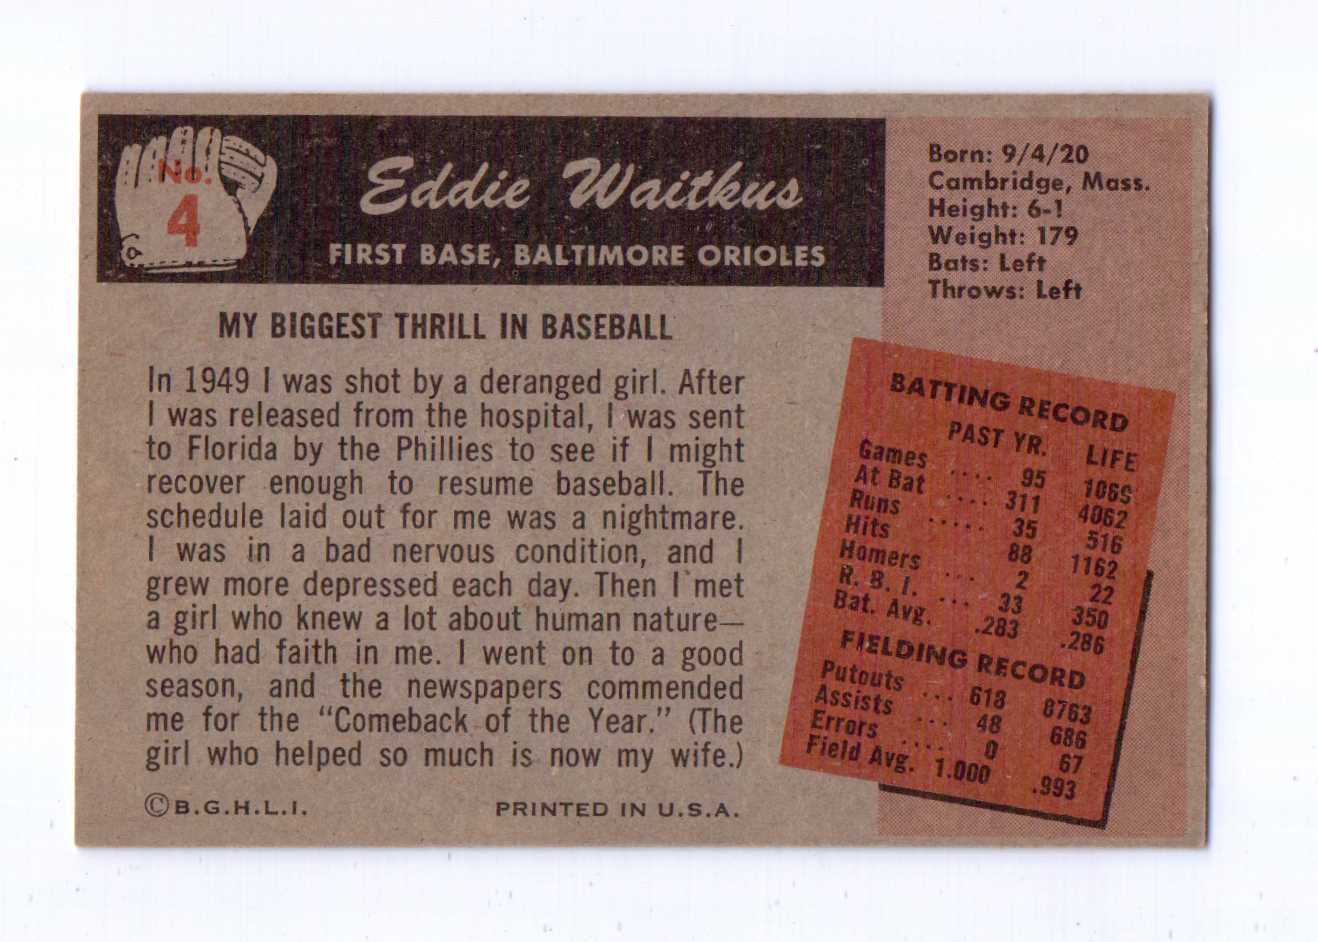 No.
4
Eddie Waitkus
FIRST BASE, BALTIMORE ORIOLES
Born: 9/4/20
Cambridge, Mass.
Height: 6-1
Weight: 179
Bats: Left
Throws: Left
MY BIGGEST THRILL IN BASEBALL
In 1949 I was shot by a deranged girl. After
I was released from the hospital, I was sent
to Florida by the Phillies to see if I might
recover enough to resume baseball. The
schedule laid out for me was a nightmare.
I was in a bad nervous condition, and I
grew more depressed each day. Then I met
a girl who knew a lot about human nature—
who had faith in me. I went on to a good
season, and the newspapers commended
me for the "Comeback of the Year." (The
girl who helped so much is now my wife.)
©B.G.H.L.I. PRINTED IN U.S.A.
BATTING RECORD
PAST YR. LIFE
Games .... 95 1069
At Bat .... 311 4062
Runs ..... 35 516
Hits 88 1162
Homers ... 2 22
R. B. I. ... 33 350
Bat. Avg. .283 .286
FIELDING RECORD
Putouts ... 618 8763
Assists ... 48 686
Errors .... 0 67
Field Avg. 1.000 .993